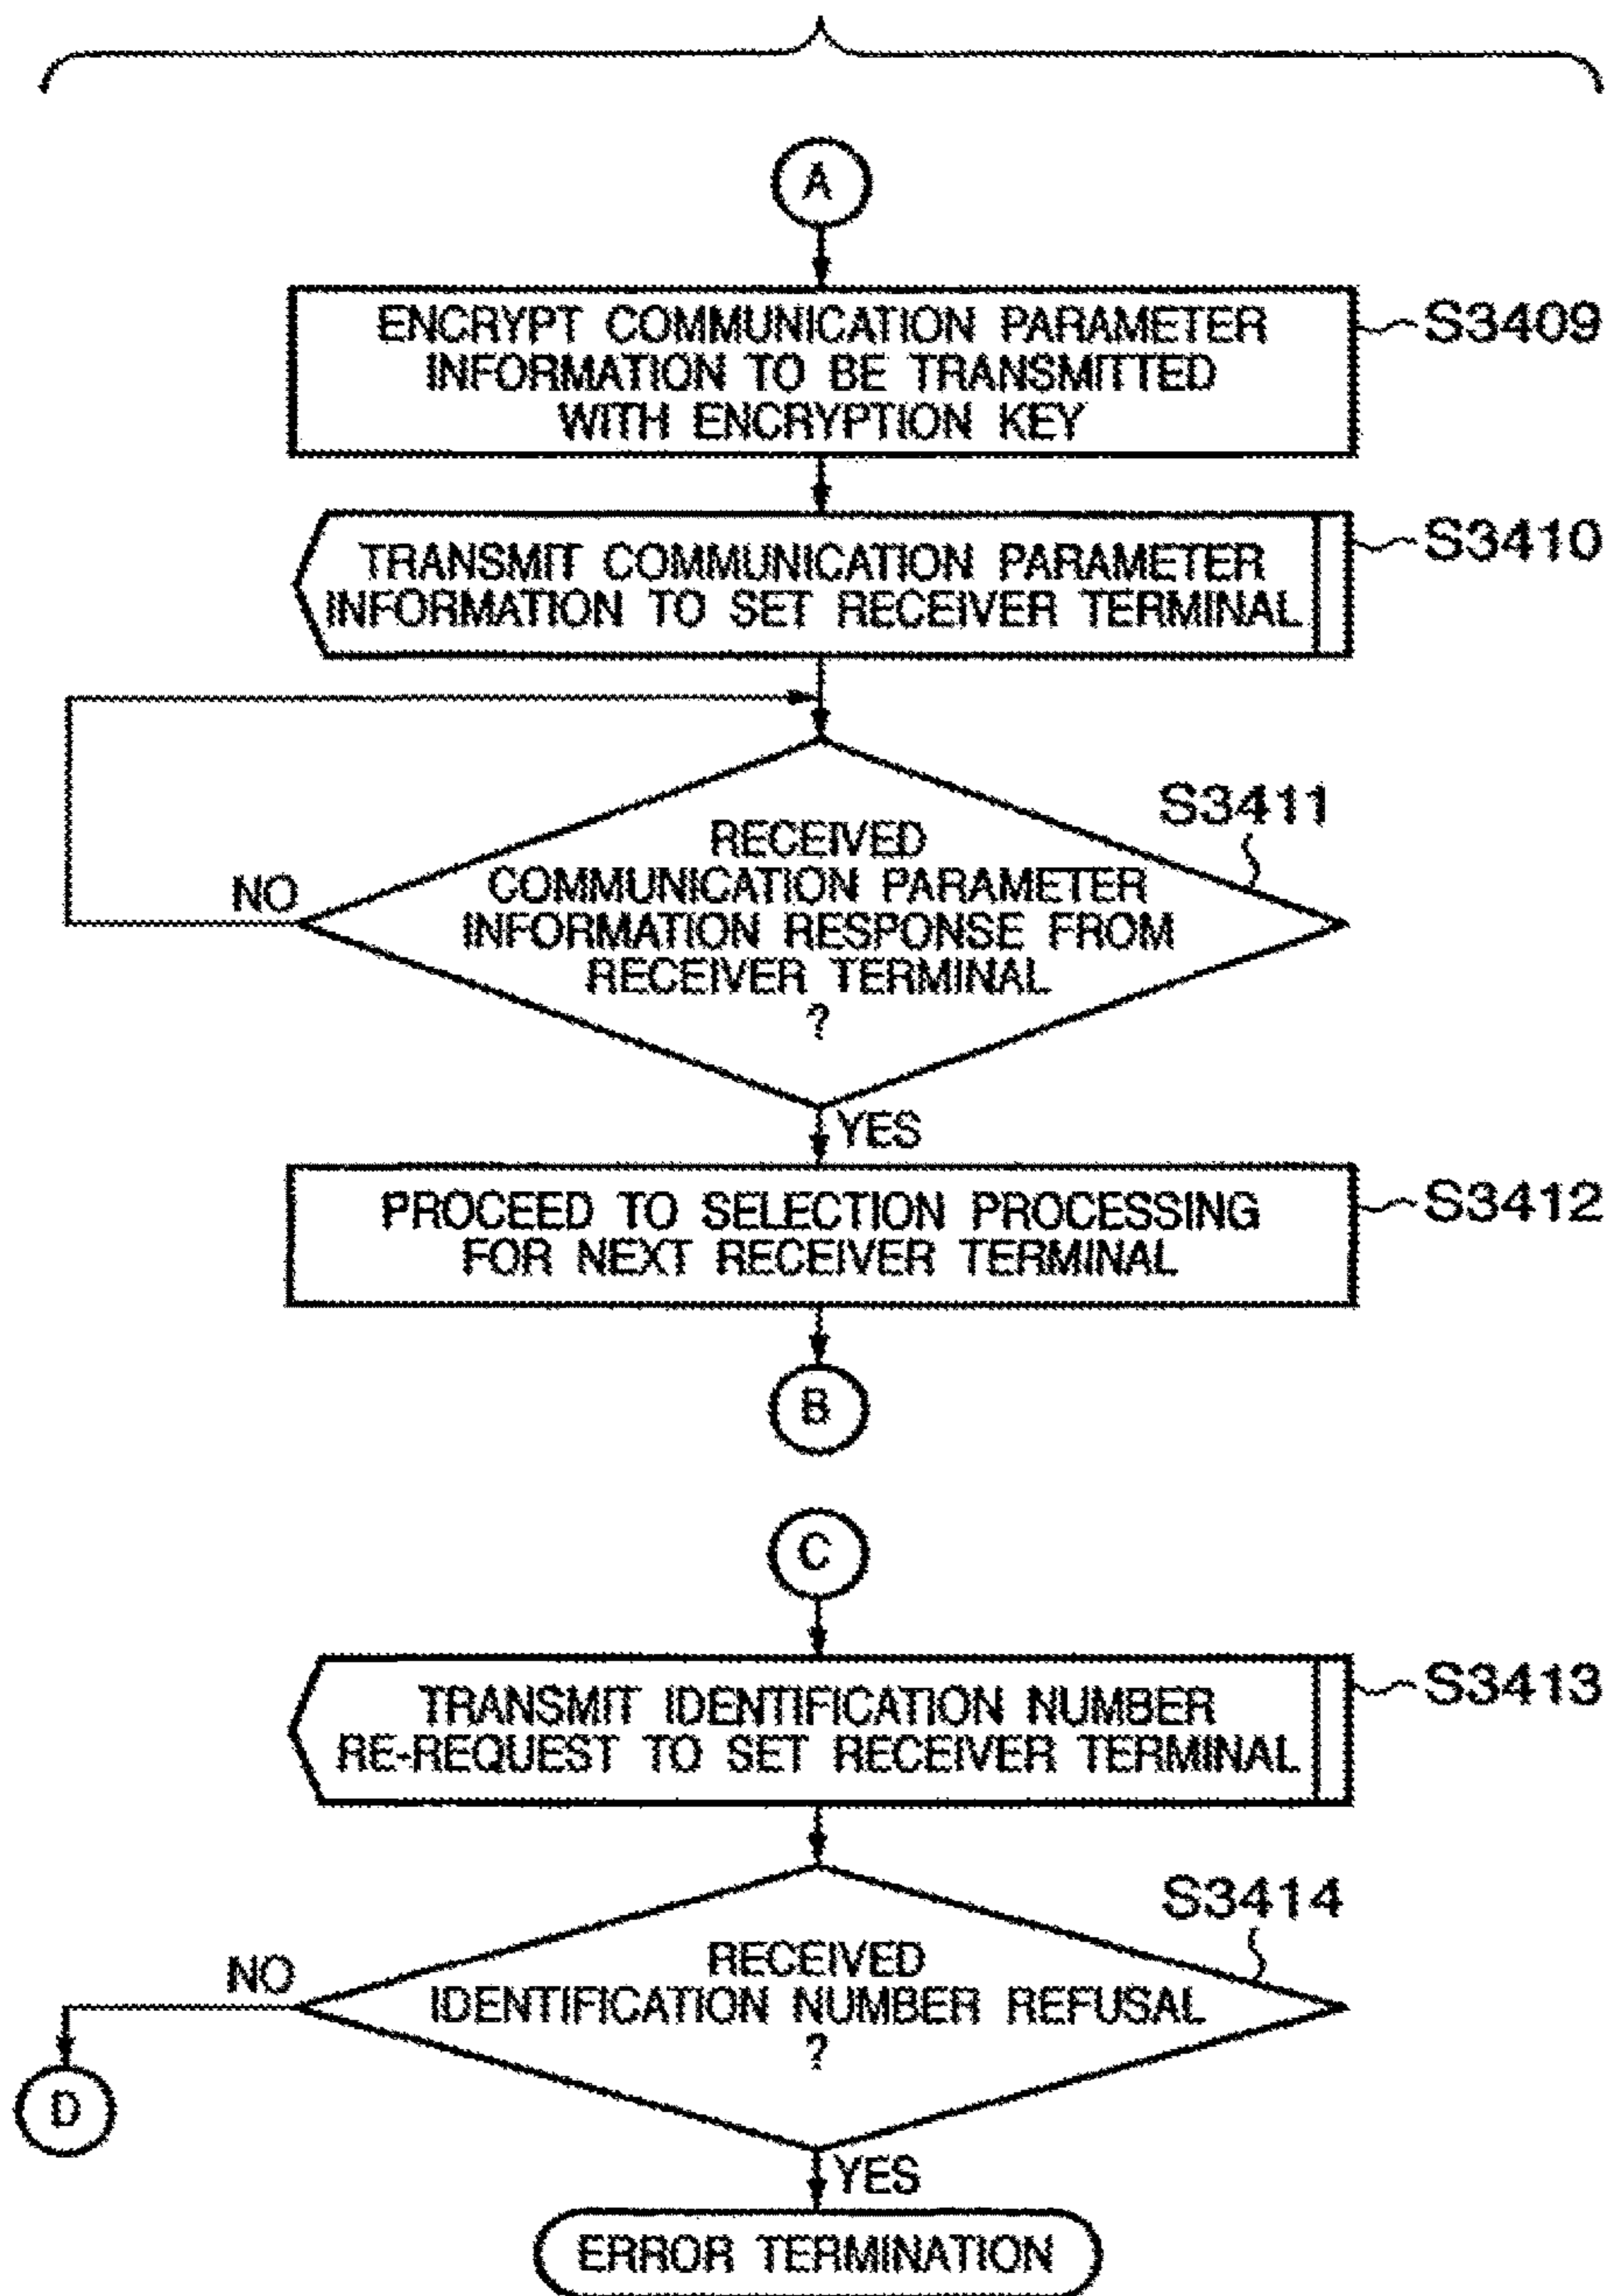 A
ENCRYPT COMMUNICATION PARAMETER
INFORMATION TO BE TRANSMITTED
WITH ENCRYPTION KEY
S3409
TRANSMIT COMMUNICATION PARAMETER
INFORMATION TO SET RECEIVER TERMINAL
S3410
S3411
RECEIVED
COMMUNICATION PARAMETER
INFORMATION RESPONSE FROM
RECEIVER TERMINAL
?
NO
YES
PROCEED TO SELECTION PROCESSING
FOR NEXT RECEIVER TERMINAL
S3412
B
C
TRANSMIT IDENTIFICATION NUMBER
RE-REQUEST TO SET RECEIVER TERMINAL
S3413
S3414
RECEIVED
IDENTIFICATION NUMBER REFUSAL
?
NO
D
YES
ERROR TERMINATION